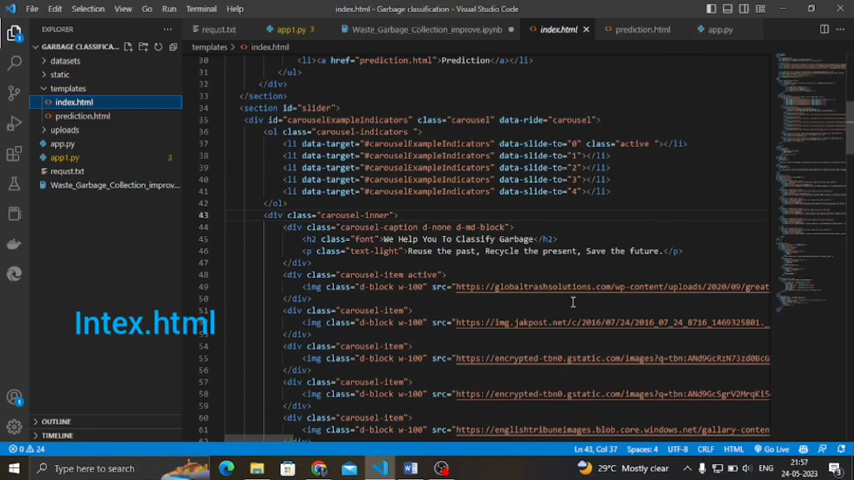 File Edit Selection View Go Run Terminal Help
index.html - Garbage classification - Visual Studio Code
EXPLORER
requst.txt app1.py 3 Waste_Garbage_Collection_improve.ipynb index.html prediction.html app.py
GARBAGE CLASSIFICA...
templates > index.html
datasets
static
templates
index.html
prediction.html
uploads
app.py
app1.py 3
requst.txt
Waste_Garbage_Collection_improv...
30 <li><a href="prediction.html">Prediction</a></li>
31 </ul>
32 </div>
33 </section>
34 <section id="slider">
35 <div id="carouselExampleIndicators" class="carousel" data-ride="carousel">
36 <ol class="carousel-indicators ">
37 <li data-target="#carouselExampleIndicators" data-slide-to="0" class="active "></li>
38 <li data-target="#carouselExampleIndicators" data-slide-to="1"></li>
39 <li data-target="#carouselExampleIndicators" data-slide-to="2"></li>
40 <li data-target="#carouselExampleIndicators" data-slide-to="3"></li>
41 <li data-target="#carouselExampleIndicators" data-slide-to="4"></li>
42 </ol>
43 <div class="carousel-inner">
44 <div class="carousel-caption d-none d-md-block">
45 <h2 class="font">We Help You To Classify Garbage</h2>
46 <p class="text-light">Reuse the past, Recycle the present, Save the future.</p>
47 </div>
48 <div class="carousel-item active">
49 <img class="d-block w-100" src="https://globaltrashsolutions.com/wp-content/uploads/2020/09/great
50 </div>
51 <div class="carousel-item">
52 <img class="d-block w-100" src="https://img.jakpost.net/c/2016/07/24/2016_07_24_8716_1469325801._
53 </div>
54 <div class="carousel-item">
55 <img class="d-block w-100" src="https://encrypted-tbn0.gstatic.com/images?q=tbn:ANd9GcRzN73zd0BcG
56 </div>
57 <div class="carousel-item">
58 <img class="d-block w-100" src="https://encrypted-tbn0.gstatic.com/images?q=tbn:ANd9GcSgrV2MrqKi5
59 </div>
60 <div class="carousel-item">
61 <img class="d-block w-100" src="https://englishtribuneimages.blob.core.windows.net/gallary-conten
Intex.html
OUTLINE
TIMELINE
0 24
Ln 43, Col 37 Spaces: 4 UTF-8 CRLF HTML Go Live
Type here to search
29°C Mostly clear
ENG
21:57
24-05-2023